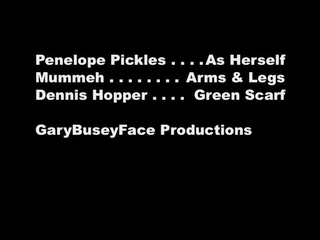 Penelope Pickles . . . . As Herself
Mummeh . . . . . . . . Arms & Legs
Dennis Hopper . . . . Green Scarf
GaryBuseyFace Productions